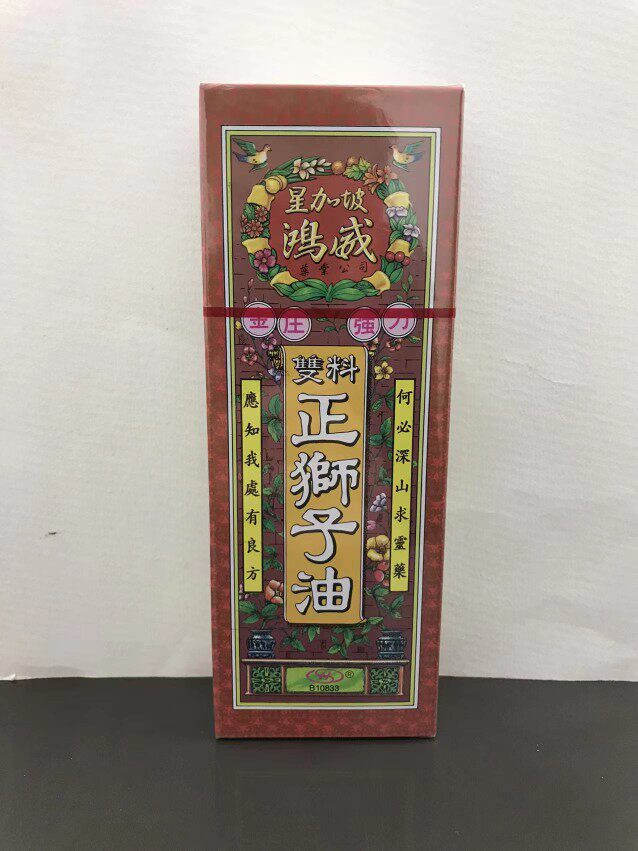 星加坡
鴻威
藥業公司
金庄 強力
雙料
正獅子油
何必深山求靈藥
應知我處有良方
®
B10833